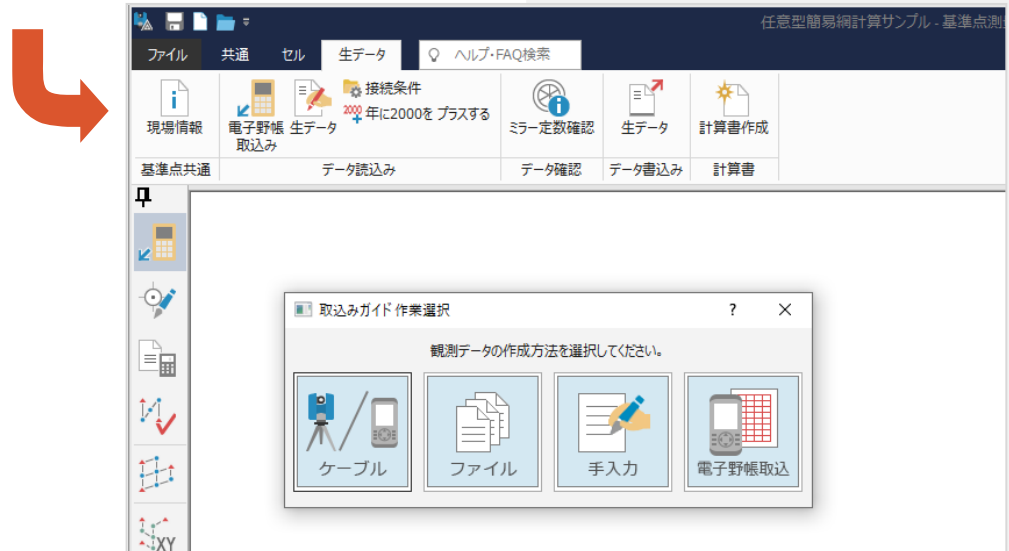 任意型簡易網計算サンプル - 基準点測
ファイル 共通 セル 生データ ヘルプ・FAQ検索
接続条件
2000 年に2000を プラスする
現場情報 電子野帳 取込み 生データ ミラー定数確認 生データ 計算書作成
基準点共通 データ読込み データ確認 データ書込み 計算書
取込みガイド 作業選択 ? ×
観測データの作成方法を選択してください。
ケーブル ファイル 手入力 電子野帳取込
XY